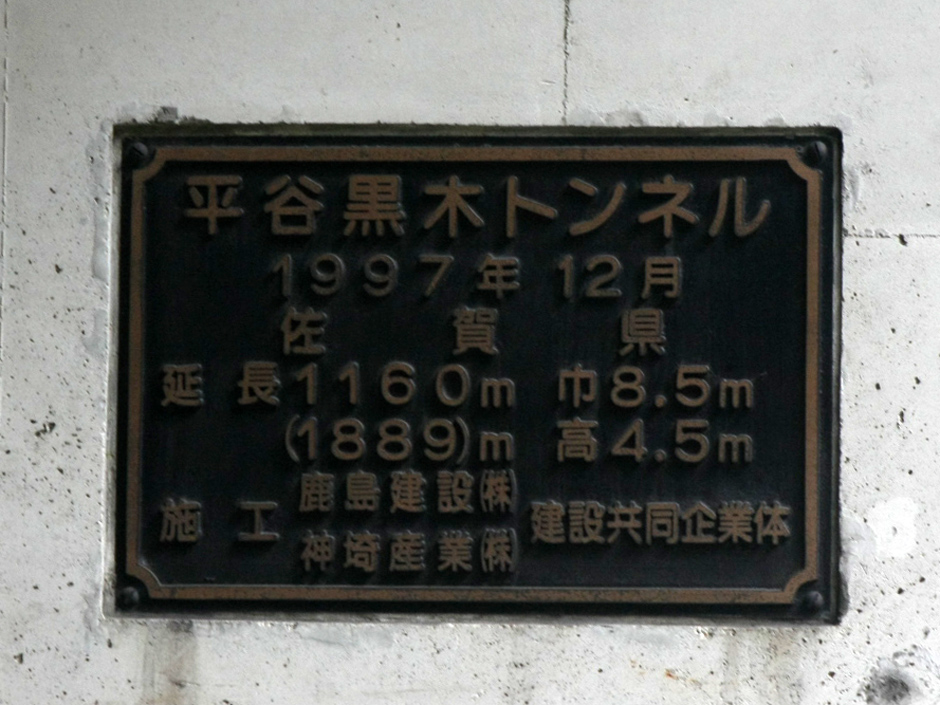 平谷黒木トンネル
1997年 12月
佐賀県
延長1160m 巾8.5m
(1889)m 高4.5m
施工 鹿島建設㈱ 建設共同企業体
神埼産業㈱